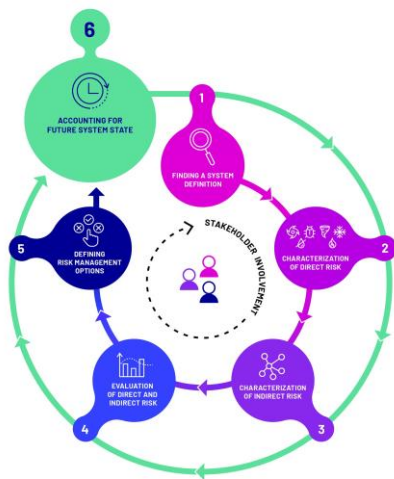 6
ACCOUNTING FOR
FUTURE SYSTEM STATE
1
FINDING A SYSTEM
DEFINITION
2
CHARACTERIZATION
OF DIRECT RISK
3
CHARACTERIZATION
OF INDIRECT RISK
4
EVALUATION
OF DIRECT AND
INDIRECT RISK
5
DEFINING
RISK MANAGEMENT
OPTIONS
STAKEHOLDER INVOLVEMENT